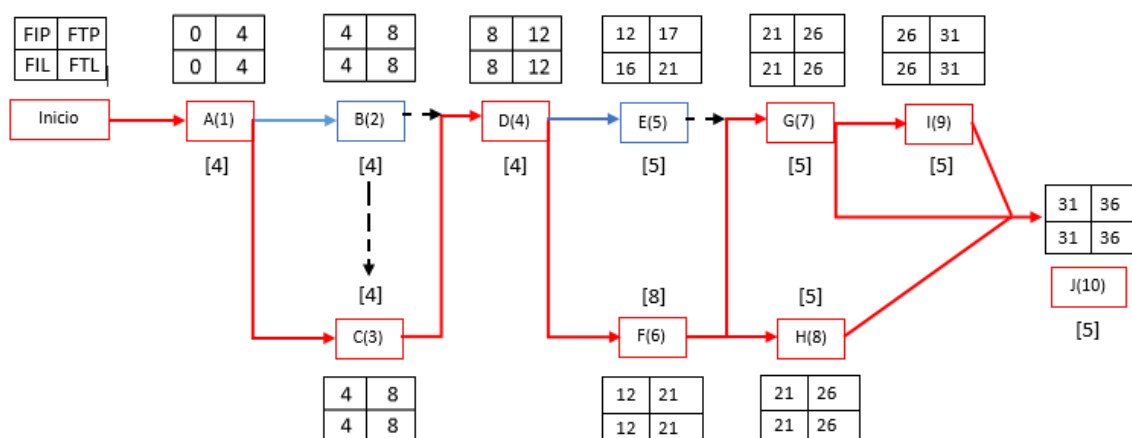 FIP FTP
FIL FTL
0 4
0 4
4 8
4 8
8 12
8 12
12 17
16 21
21 26
21 26
26 31
26 31
Inicio
A(1)
B(2)
D(4)
E(5)
G(7)
I(9)
[4]
[4]
[4]
[5]
[5]
[5]
31 36
31 36
J(10)
[5]
[4]
[8]
[5]
C(3)
F(6)
H(8)
4 8
4 8
12 21
12 21
21 26
21 26